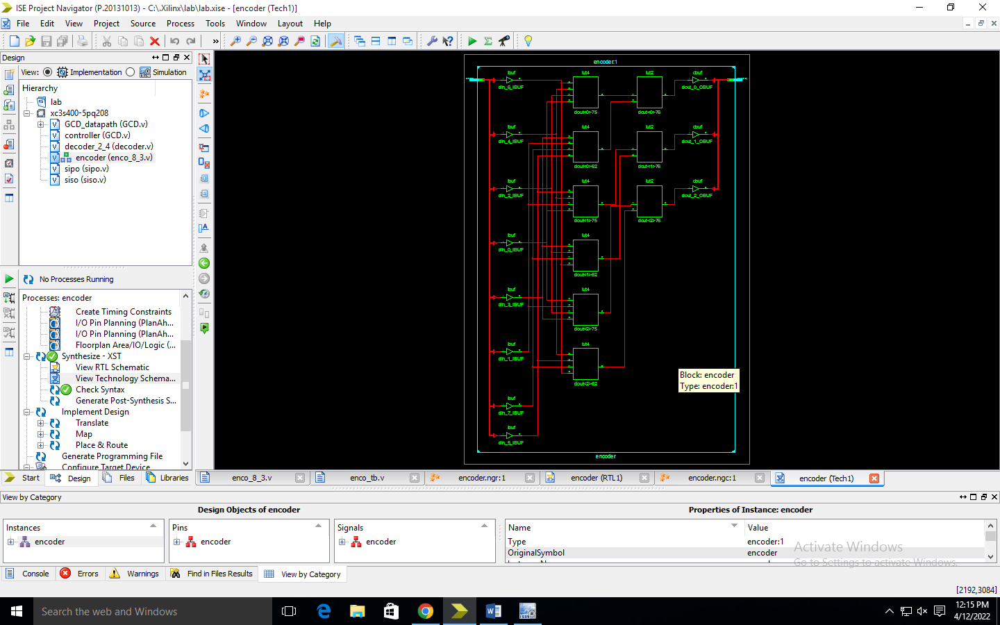 ISE Project Navigator (P.20131013) - C:\.Xilinx\lab\lab.xise - [encoder (Tech1)]
File Edit View Project Source Process Tools Window Layout Help
Design
View: Implementation Simulation
Hierarchy
lab
xc3s400-5pq208
GCD_datapath (GCD.v)
controller (GCD.v)
decoder_2_4 (decoder.v)
encoder (enco_8_3.v)
sipo (sipo.v)
siso (siso.v)
No Processes Running
Processes: encoder
Create Timing Constraints
I/O Pin Planning (PlanAh...
I/O Pin Planning (PlanAh...
Floorplan Area/IO/Logic (...
Synthesize - XST
View RTL Schematic
View Technology Schema...
Check Syntax
Generate Post-Synthesis S...
Implement Design
Translate
Map
Place & Route
Generate Programming File
Configure Target Device
Start Design Files Libraries
encoder:1
ibuf lut4 lut2 obuf
din_6_IBUF dout<0>75 dout<0>76 dout_0_OBUF
ibuf lut4 lut2 obuf
din_4_IBUF dout<0>62 dout<1>76 dout_1_OBUF
ibuf lut4 lut2 obuf
din_2_IBUF dout<1>75 dout<2>76 dout_2_OBUF
ibuf lut4
din_0_IBUF dout<1>62
ibuf lut4
din_3_IBUF dout<2>75
ibuf lut4
din_1_IBUF dout<2>62
ibuf
din_7_IBUF
ibuf
din_5_IBUF
encoder
Block: encoder
Type: encoder:1
enco_8_3.v enco_tb.v encoder.ngr:1 encoder (RTL1) encoder.ngc:1 encoder (Tech1)
View by Category
Design Objects of encoder Properties of Instance: encoder
Instances Pins Signals Name Value
encoder encoder encoder Type encoder:1
OriginalSymbol encoder
Activate Windows
Go to Settings to activate Windows.
Console Errors Warnings Find in Files Results View by Category
[2192,3084]
Search the web and Windows
12:15 PM
4/12/2022